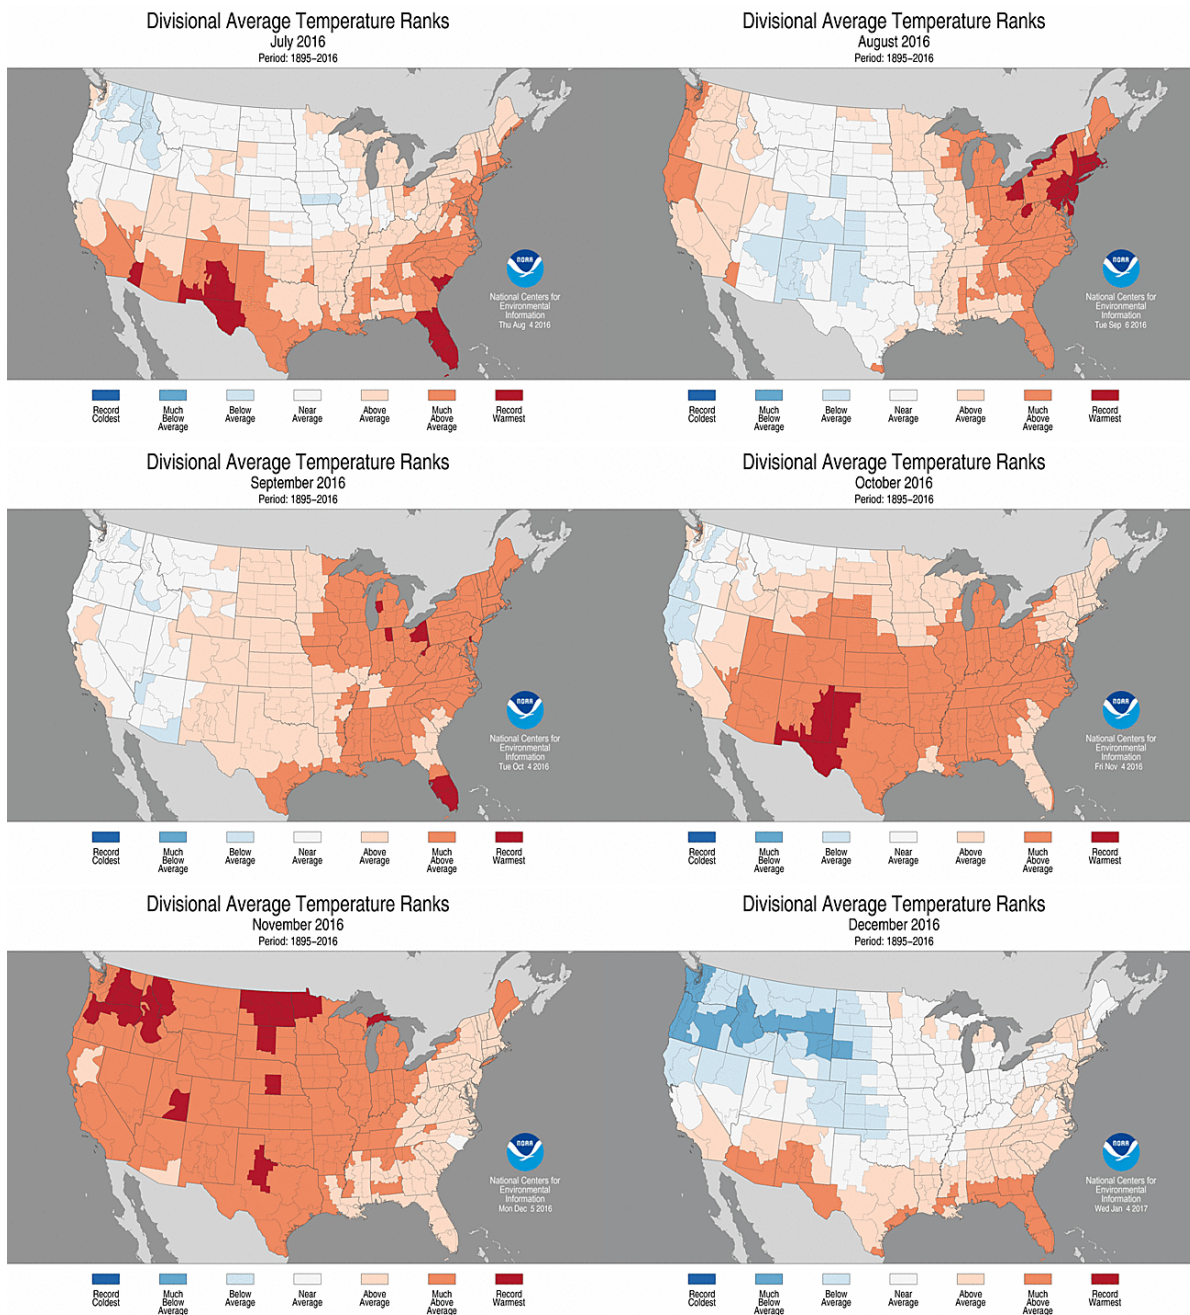 Divisional Average Temperature Ranks
July 2016
Period: 1895–2016
NOAA
National Centers for
Environmental
Information
Thu Aug 4 2016
Record
Coldest
Much
Below
Average
Below
Average
Near
Average
Above
Average
Much
Above
Average
Record
Warmest
Divisional Average Temperature Ranks
August 2016
Period: 1895–2016
NOAA
National Centers for
Environmental
Information
Tue Sep 6 2016
Record
Coldest
Much
Below
Average
Below
Average
Near
Average
Above
Average
Much
Above
Average
Record
Warmest
Divisional Average Temperature Ranks
September 2016
Period: 1895–2016
NOAA
National Centers for
Environmental
Information
Tue Oct 4 2016
Record
Coldest
Much
Below
Average
Below
Average
Near
Average
Above
Average
Much
Above
Average
Record
Warmest
Divisional Average Temperature Ranks
October 2016
Period: 1895–2016
NOAA
National Centers for
Environmental
Information
Fri Nov 4 2016
Record
Coldest
Much
Below
Average
Below
Average
Near
Average
Above
Average
Much
Above
Average
Record
Warmest
Divisional Average Temperature Ranks
November 2016
Period: 1895–2016
NOAA
National Centers for
Environmental
Information
Mon Dec 5 2016
Record
Coldest
Much
Below
Average
Below
Average
Near
Average
Above
Average
Much
Above
Average
Record
Warmest
Divisional Average Temperature Ranks
December 2016
Period: 1895–2016
NOAA
National Centers for
Environmental
Information
Wed Jan 4 2017
Record
Coldest
Much
Below
Average
Below
Average
Near
Average
Above
Average
Much
Above
Average
Record
Warmest